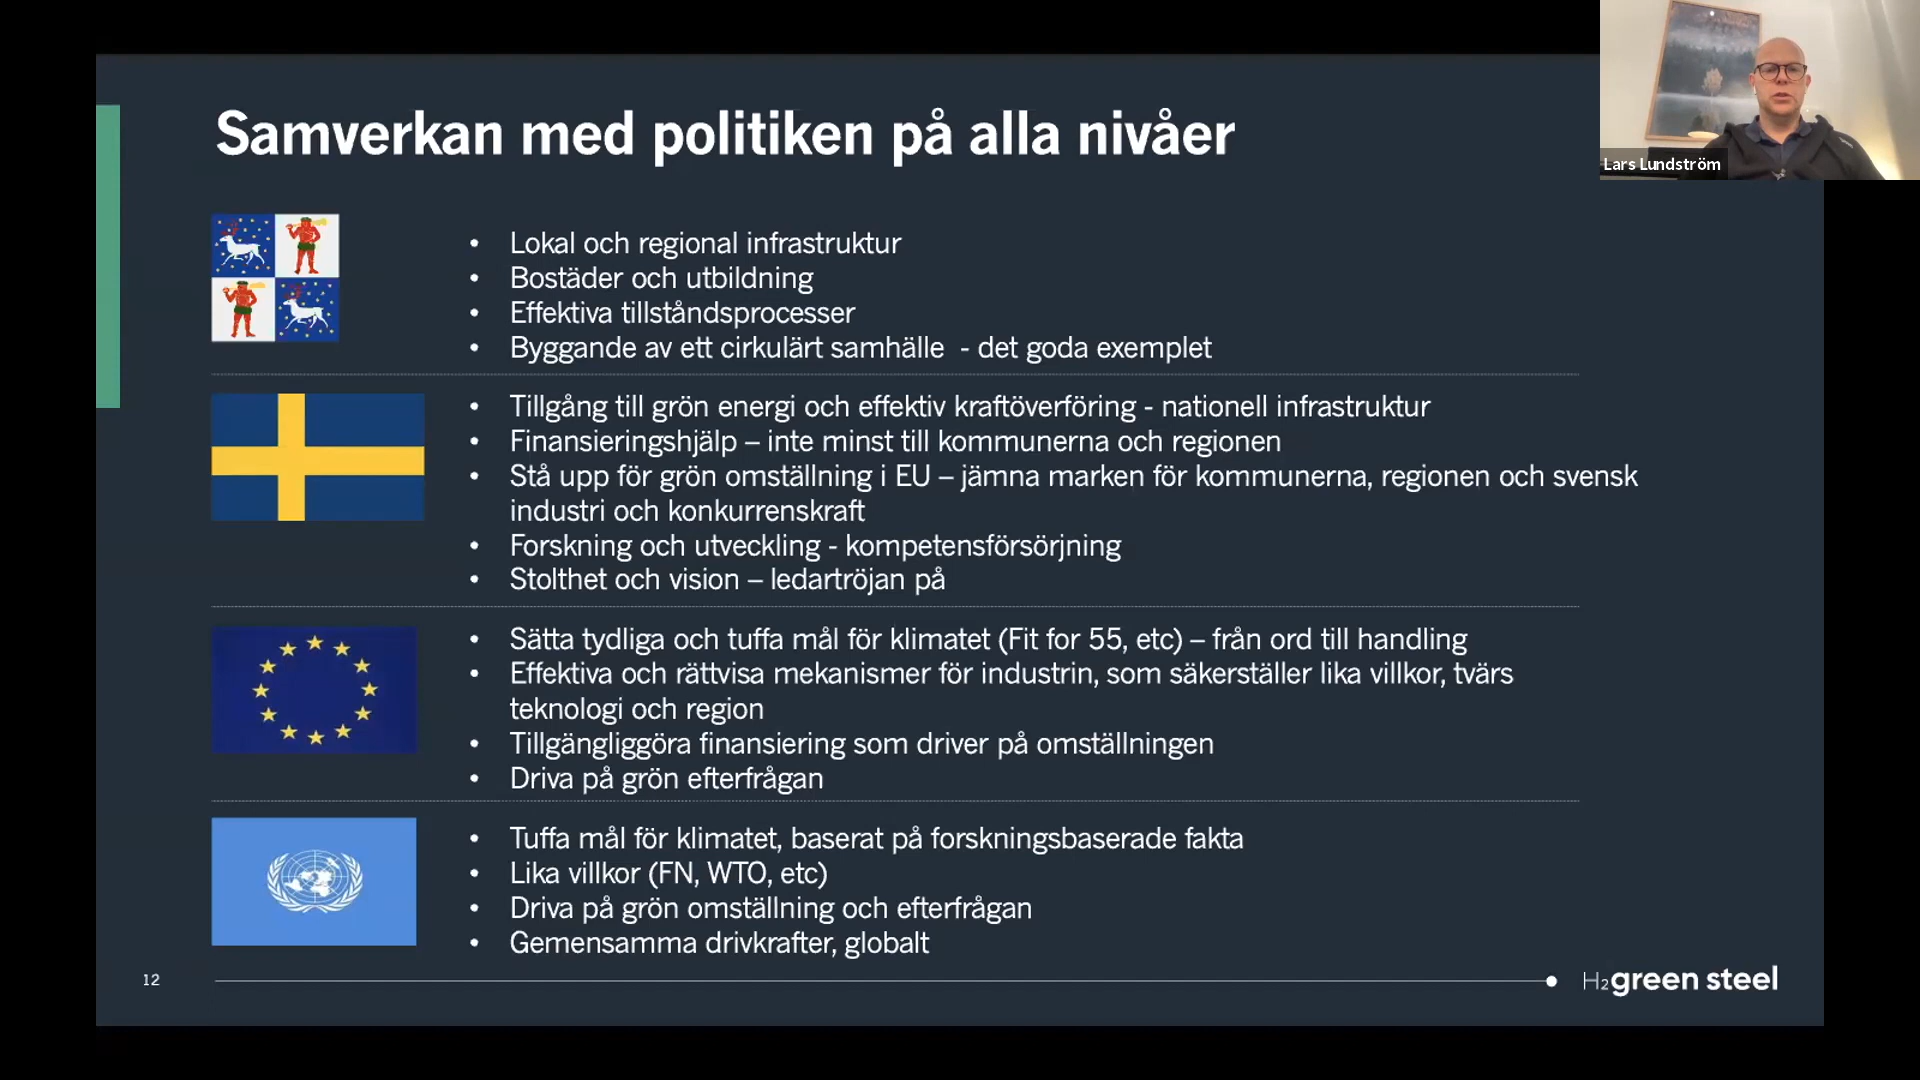 Samverkan med politiken på alla nivåer
Lars Lundström
• Lokal och regional infrastruktur
• Bostäder och utbildning
• Effektiva tillståndsprocesser
• Byggande av ett cirkulärt samhälle - det goda exemplet
• Tillgång till grön energi och effektiv kraftöverföring - nationell infrastruktur
• Finansieringshjälp – inte minst till kommunerna och regionen
• Stå upp för grön omställning i EU – jämna marken för kommunerna, regionen och svensk
industri och konkurrenskraft
• Forskning och utveckling - kompetensförsörjning
• Stolthet och vision – ledartröjan på
• Sätta tydliga och tuffa mål för klimatet (Fit for 55, etc) – från ord till handling
• Effektiva och rättvisa mekanismer för industrin, som säkerställer lika villkor, tvärs
teknologi och region
• Tillgängliggöra finansiering som driver på omställningen
• Driva på grön efterfrågan
• Tuffa mål för klimatet, baserat på forskningsbaserade fakta
• Lika villkor (FN, WTO, etc)
• Driva på grön omställning och efterfrågan
• Gemensamma drivkrafter, globalt
12
H₂green steel